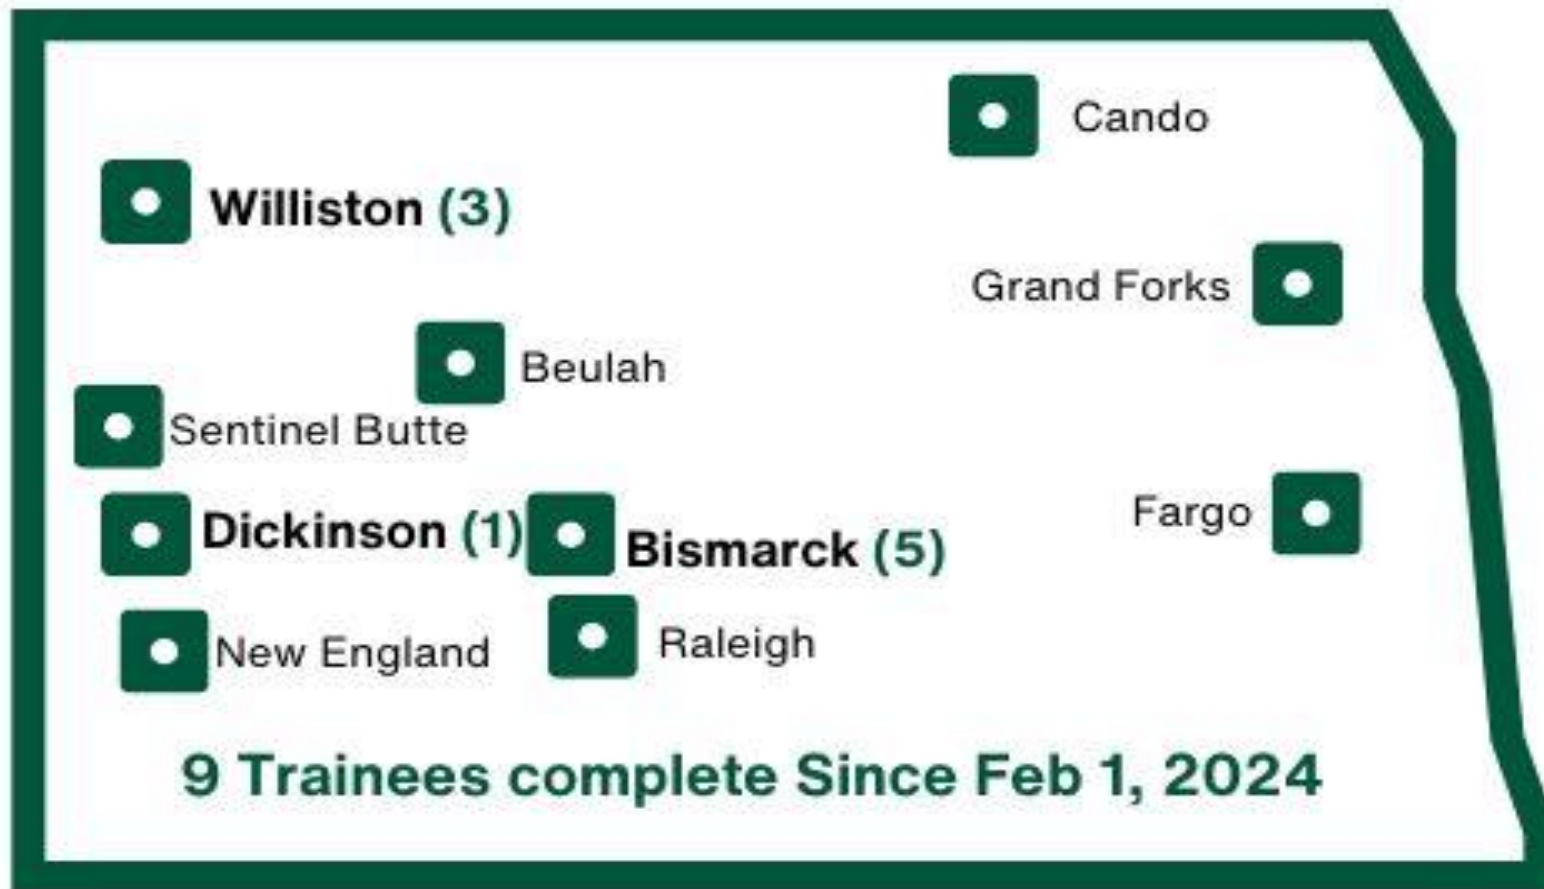 Cando
Williston (3)
Grand Forks
Beulah
Sentinel Butte
Fargo
Dickinson (1)
Bismarck (5)
New England
Raleigh
9 Trainees complete Since Feb 1, 2024